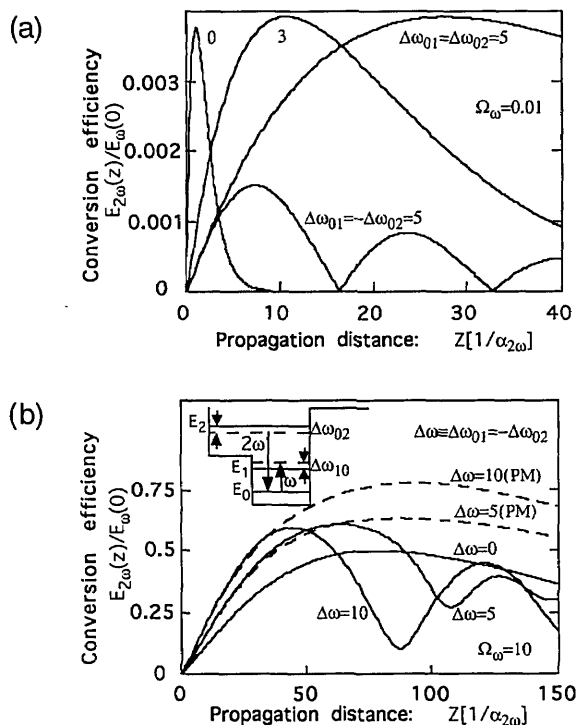 (a)
Conversion efficiency
E2ω(z)/Eω(0)
0.003
0.002
0.001
0
0
3
Δω01=Δω02=5
Ωω=0.01
Δω01=~Δω02=5
0 10 20 30 40
Propagation distance: Z[1/α2ω]
(b)
Conversion efficiency
E2ω(z)/Eω(0)
0.75
0.5
0.25
0
E2
2ω
Δω02
E1
Δω10
E0
ω
Δω≡Δω01=−Δω02
Δω=10(PM)
Δω=5(PM)
Δω=0
Δω=10
Δω=5
Ωω=10
0 50 100 150
Propagation distance: Z[1/α2ω]